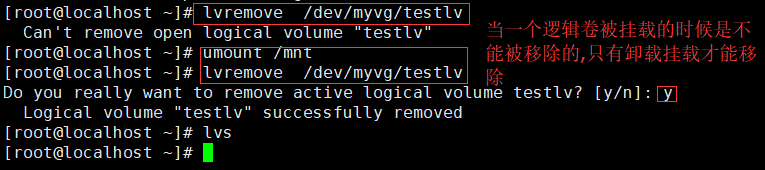 [root@localhost ~]# lvremove  /dev/myvg/testlv
  Can't remove open logical volume "testlv"
[root@localhost ~]# umount /mnt
[root@localhost ~]# lvremove  /dev/myvg/testlv
当一个逻辑卷被挂载的时候是不
能被移除的,只有卸载挂载才能移
除
Do you really want to remove active logical volume testlv? [y/n]: y
  Logical volume "testlv" successfully removed
[root@localhost ~]# lvs
[root@localhost ~]#